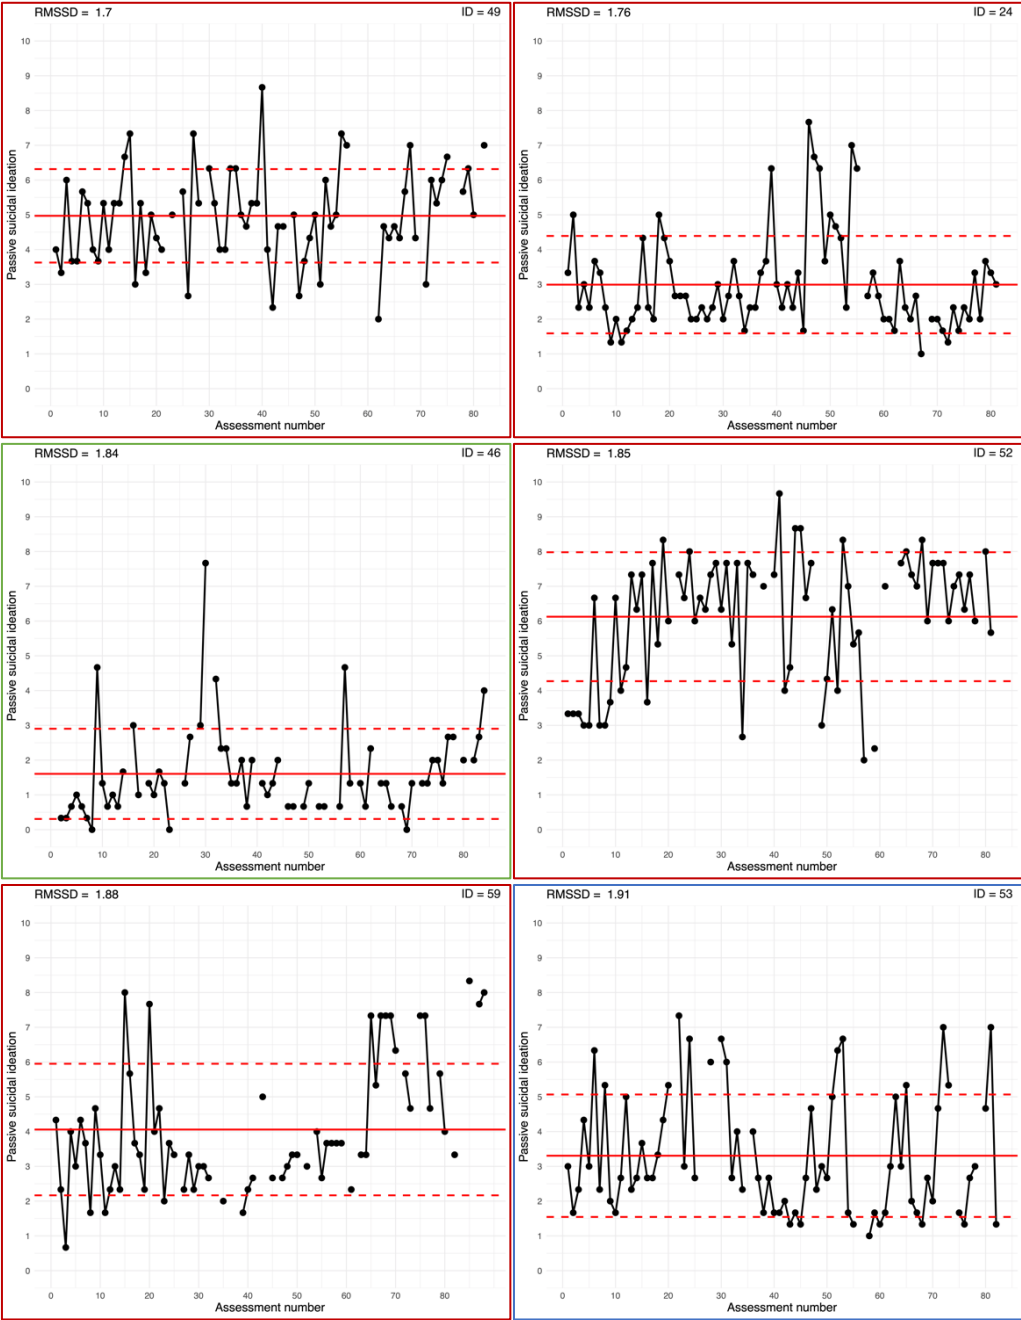 RMSSD = 1.7 ID = 49
10
9
8
7
6
5
4
3
2
1
0
Passive suicidal ideation
0 10 20 30 40 50 60 70 80
Assessment number
RMSSD = 1.76 ID = 24
10
9
8
7
6
5
4
3
2
1
0
Passive suicidal ideation
0 10 20 30 40 50 60 70 80
Assessment number
RMSSD = 1.84 ID = 46
10
9
8
7
6
5
4
3
2
1
0
Passive suicidal ideation
0 10 20 30 40 50 60 70 80
Assessment number
RMSSD = 1.85 ID = 52
10
9
8
7
6
5
4
3
2
1
0
Passive suicidal ideation
0 10 20 30 40 50 60 70 80
Assessment number
RMSSD = 1.88 ID = 59
10
9
8
7
6
5
4
3
2
1
0
Passive suicidal ideation
0 10 20 30 40 50 60 70 80
Assessment number
RMSSD = 1.91 ID = 53
10
9
8
7
6
5
4
3
2
1
0
Passive suicidal ideation
0 10 20 30 40 50 60 70 80
Assessment number